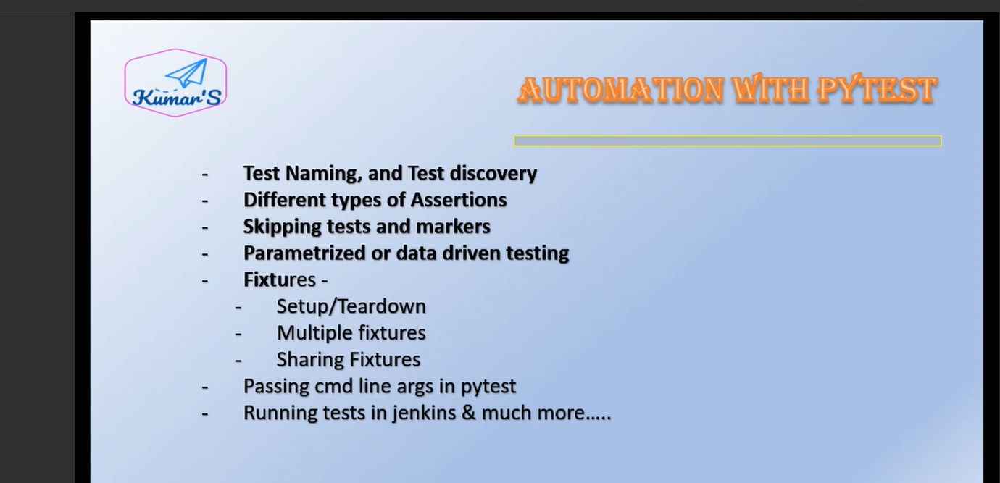 Kumar'S
AUTOMATION WITH PYTEST
- Test Naming, and Test discovery
- Different types of Assertions
- Skipping tests and markers
- Parametrized or data driven testing
- Fixtures -
- Setup/Teardown
- Multiple fixtures
- Sharing Fixtures
- Passing cmd line args in pytest
- Running tests in jenkins & much more.....